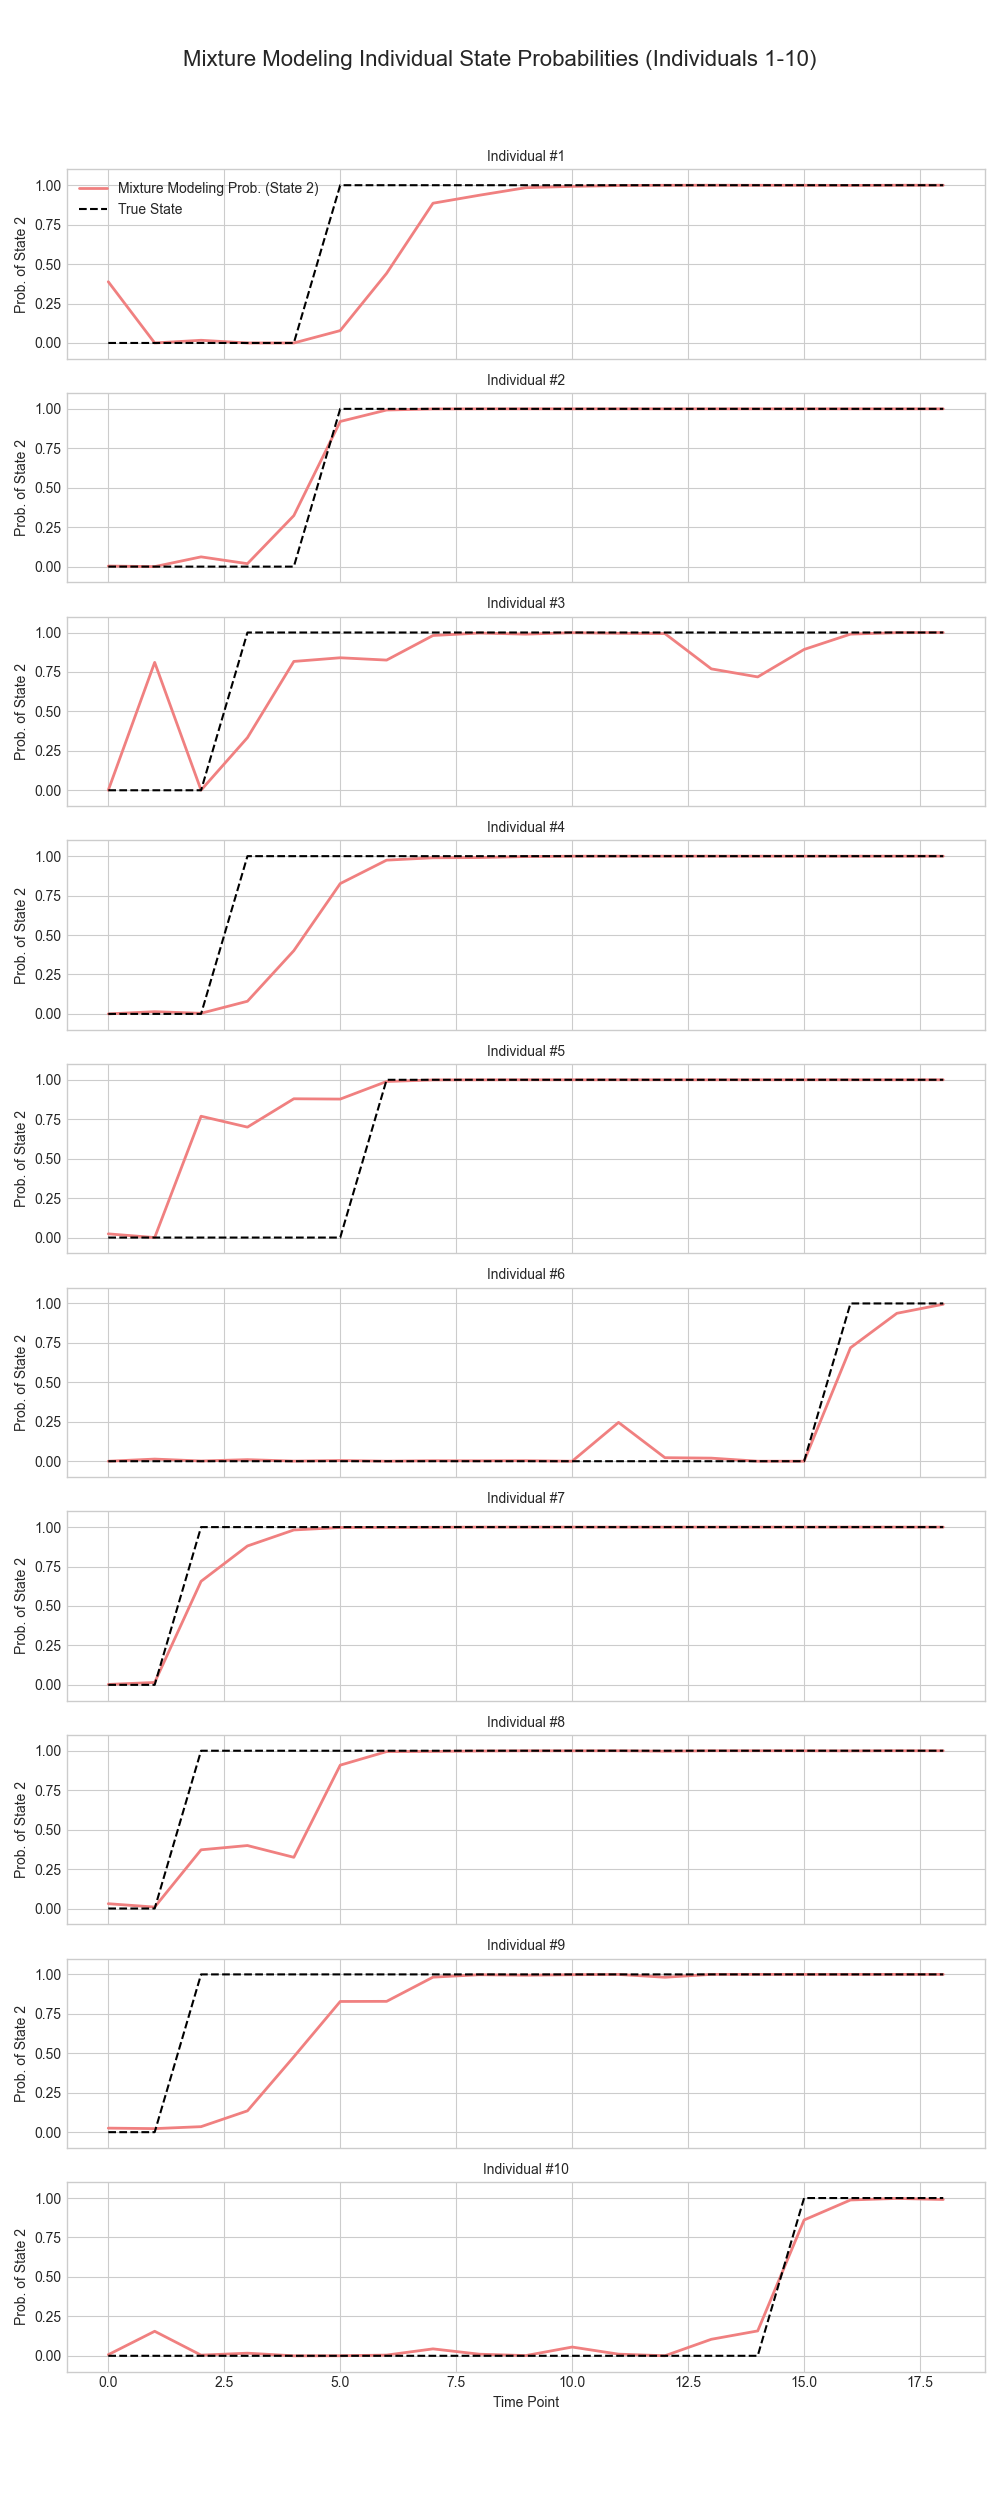 Mixture Modeling Individual State Probabilities (Individuals 1-10)
Individual #1
Mixture Modeling Prob. (State 2)
True State
Prob. of State 2
1.00
0.75
0.50
0.25
0.00
Individual #2
Prob. of State 2
1.00
0.75
0.50
0.25
0.00
Individual #3
Prob. of State 2
1.00
0.75
0.50
0.25
0.00
Individual #4
Prob. of State 2
1.00
0.75
0.50
0.25
0.00
Individual #5
Prob. of State 2
1.00
0.75
0.50
0.25
0.00
Individual #6
Prob. of State 2
1.00
0.75
0.50
0.25
0.00
Individual #7
Prob. of State 2
1.00
0.75
0.50
0.25
0.00
Individual #8
Prob. of State 2
1.00
0.75
0.50
0.25
0.00
Individual #9
Prob. of State 2
1.00
0.75
0.50
0.25
0.00
Individual #10
Prob. of State 2
1.00
0.75
0.50
0.25
0.00
0.0 2.5 5.0 7.5 10.0 12.5 15.0 17.5
Time Point